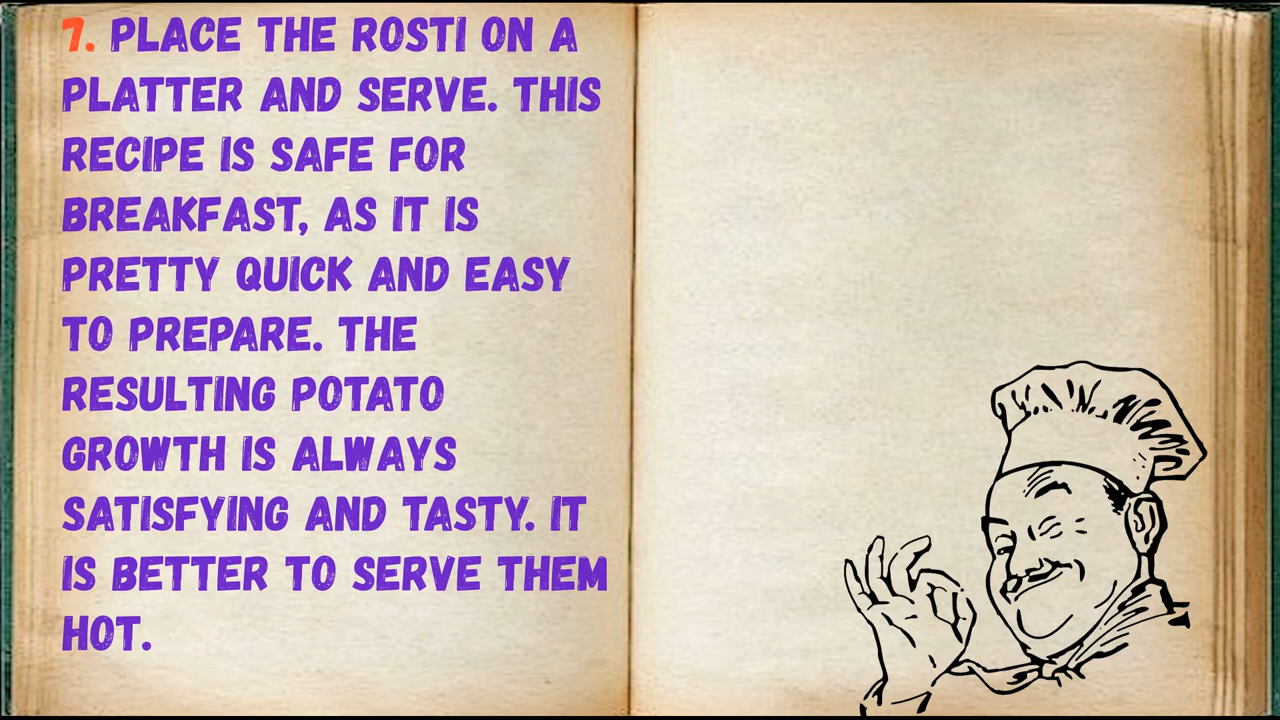 7. PLACE THE ROSTI ON A
PLATTER AND SERVE. THIS
RECIPE IS SAFE FOR
BREAKFAST, AS IT IS
PRETTY QUICK AND EASY
TO PREPARE. THE
RESULTING POTATO
GROWTH IS ALWAYS
SATISFYING AND TASTY. IT
IS BETTER TO SERVE THEM
HOT.